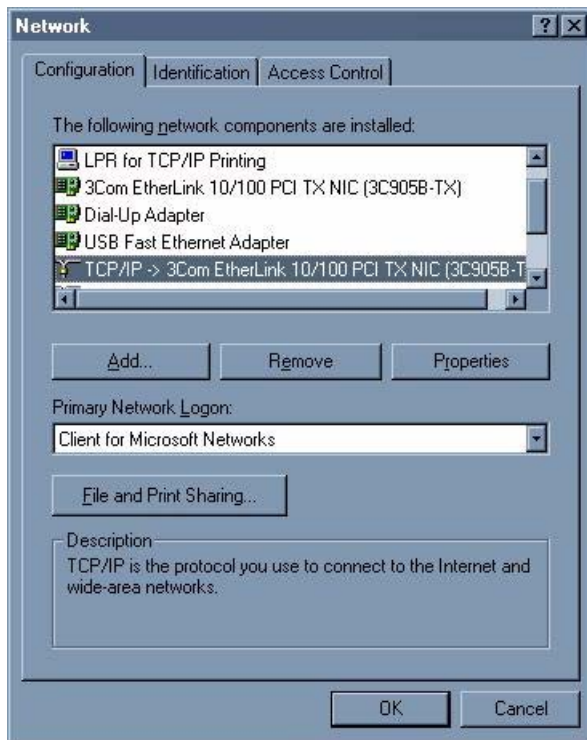 Network
Configuration
Identification
Access Control
The following network components are installed:
LPR for TCP/IP Printing
3Com EtherLink 10/100 PCI TX NIC (3C905B-TX)
Dial-Up Adapter
USB Fast Ethernet Adapter
TCP/IP -> 3Com EtherLink 10/100 PCI TX NIC (3C905B-T
Add...
Remove
Properties
Primary Network Logon:
Client for Microsoft Networks
File and Print Sharing...
Description
TCP/IP is the protocol you use to connect to the Internet and
wide-area networks.
OK
Cancel